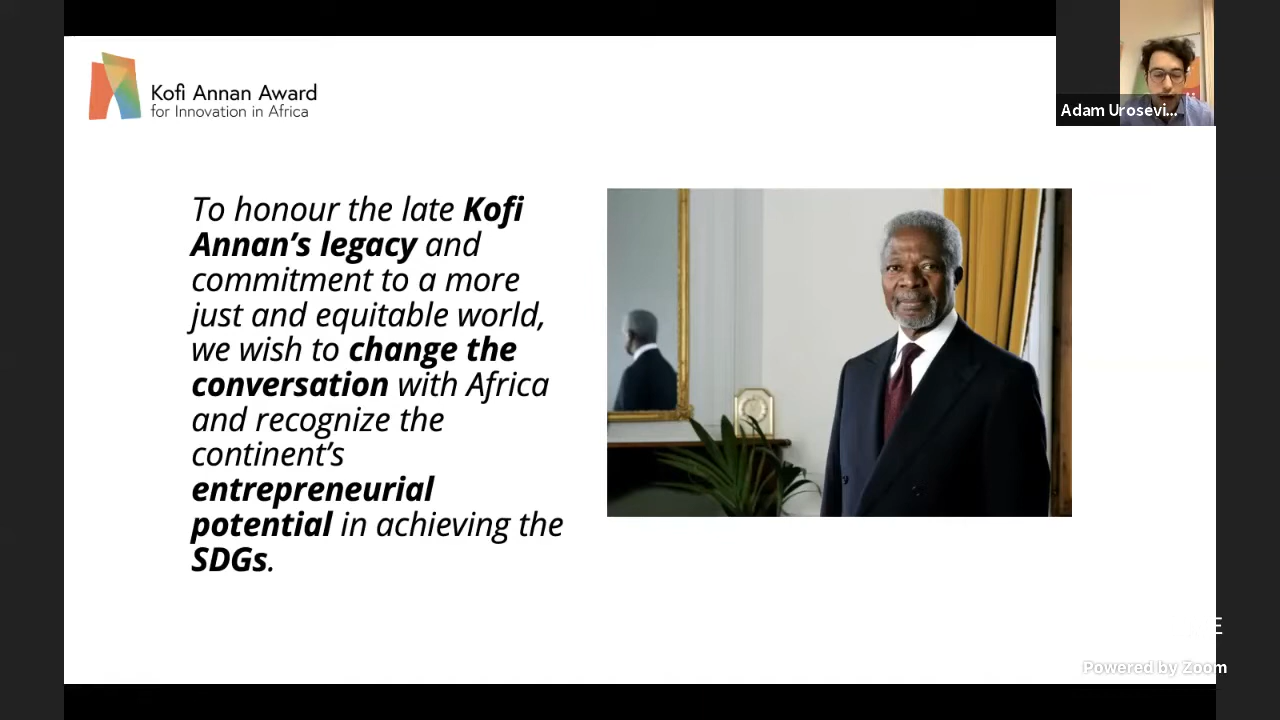 Kofi Annan Award
for Innovation in Africa
Adam Urosevi...
To honour the late Kofi
Annan’s legacy and
commitment to a more
just and equitable world,
we wish to change the
conversation with Africa
and recognize the
continent’s
entrepreneurial
potential in achieving the
SDGs.
Powered by Zoom